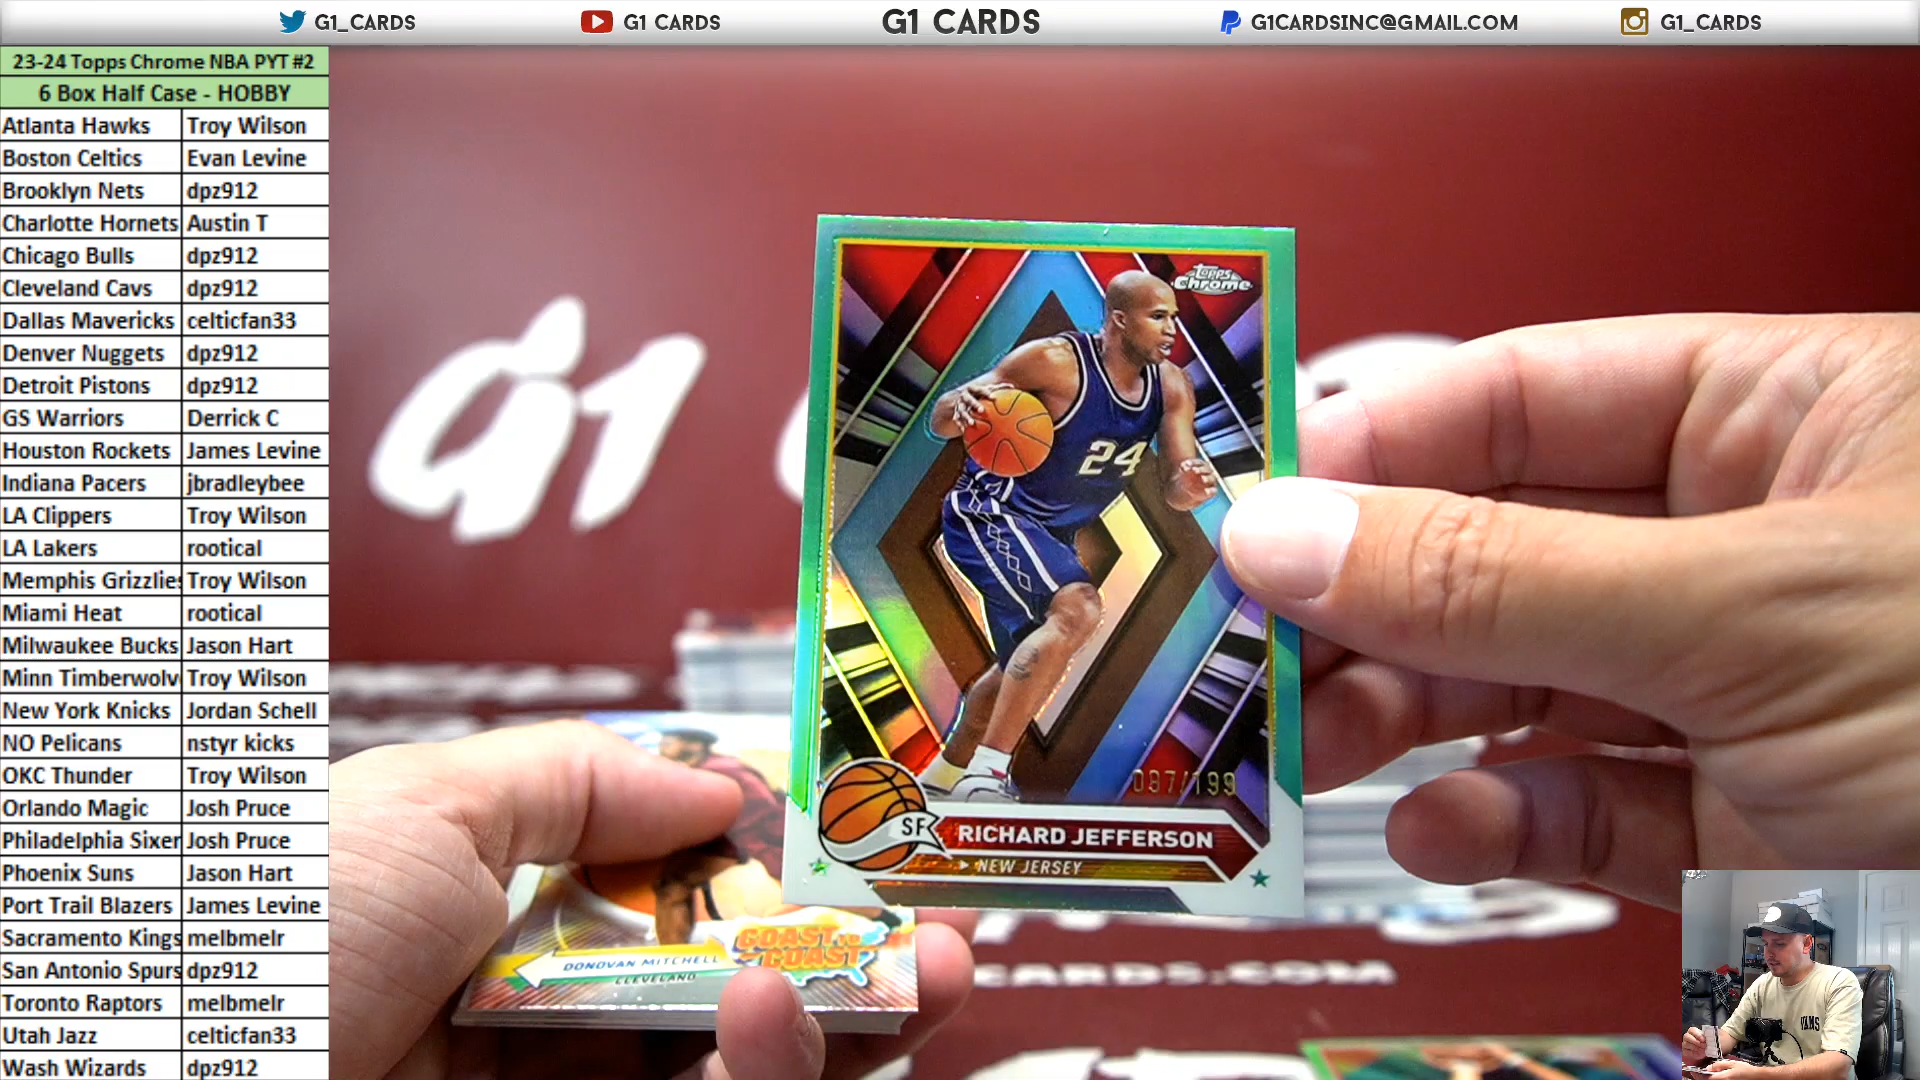 G1_CARDS
G1 CARDS
G1 CARDS
G1CARDSINC@GMAIL.COM
G1_CARDS
23-24 Topps Chrome NBA PYT #2
6 Box Half Case - HOBBY
Atlanta Hawks Troy Wilson
Boston Celtics Evan Levine
Brooklyn Nets dpz912
Charlotte Hornets Austin T
Chicago Bulls dpz912
Cleveland Cavs dpz912
Dallas Mavericks celticfan33
Denver Nuggets dpz912
Detroit Pistons dpz912
GS Warriors Derrick C
Houston Rockets James Levine
Indiana Pacers jbradleybee
LA Clippers Troy Wilson
LA Lakers rootical
Memphis Grizzlies Troy Wilson
Miami Heat rootical
Milwaukee Bucks Jason Hart
Minn Timberwolv Troy Wilson
New York Knicks Jordan Schell
NO Pelicans nstyr kicks
OKC Thunder Troy Wilson
Orlando Magic Josh Pruce
Philadelphia Sixer Josh Pruce
Phoenix Suns Jason Hart
Port Trail Blazers James Levine
Sacramento Kings melbmelr
San Antonio Spurs dpz912
Toronto Raptors melbmelr
Utah Jazz celticfan33
Wash Wizards dpz912
G1
Topps
Chrome
24
087/199
SF
RICHARD JEFFERSON
NEW JERSEY
COAST TO
COAST
DONOVAN MITCHELL
CLEVELAND
VANS